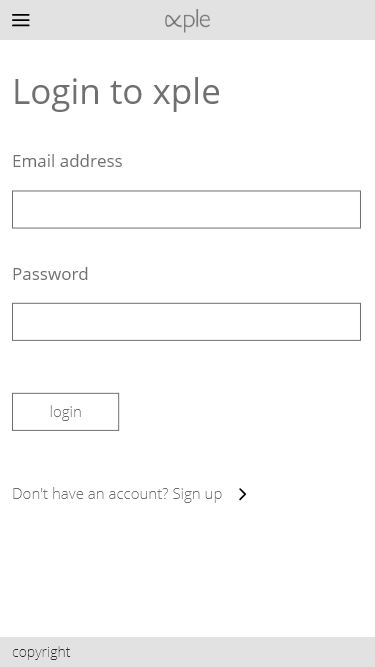 xple
Login to xple
Email address
Password
login
Don't have an account? Sign up
copyright